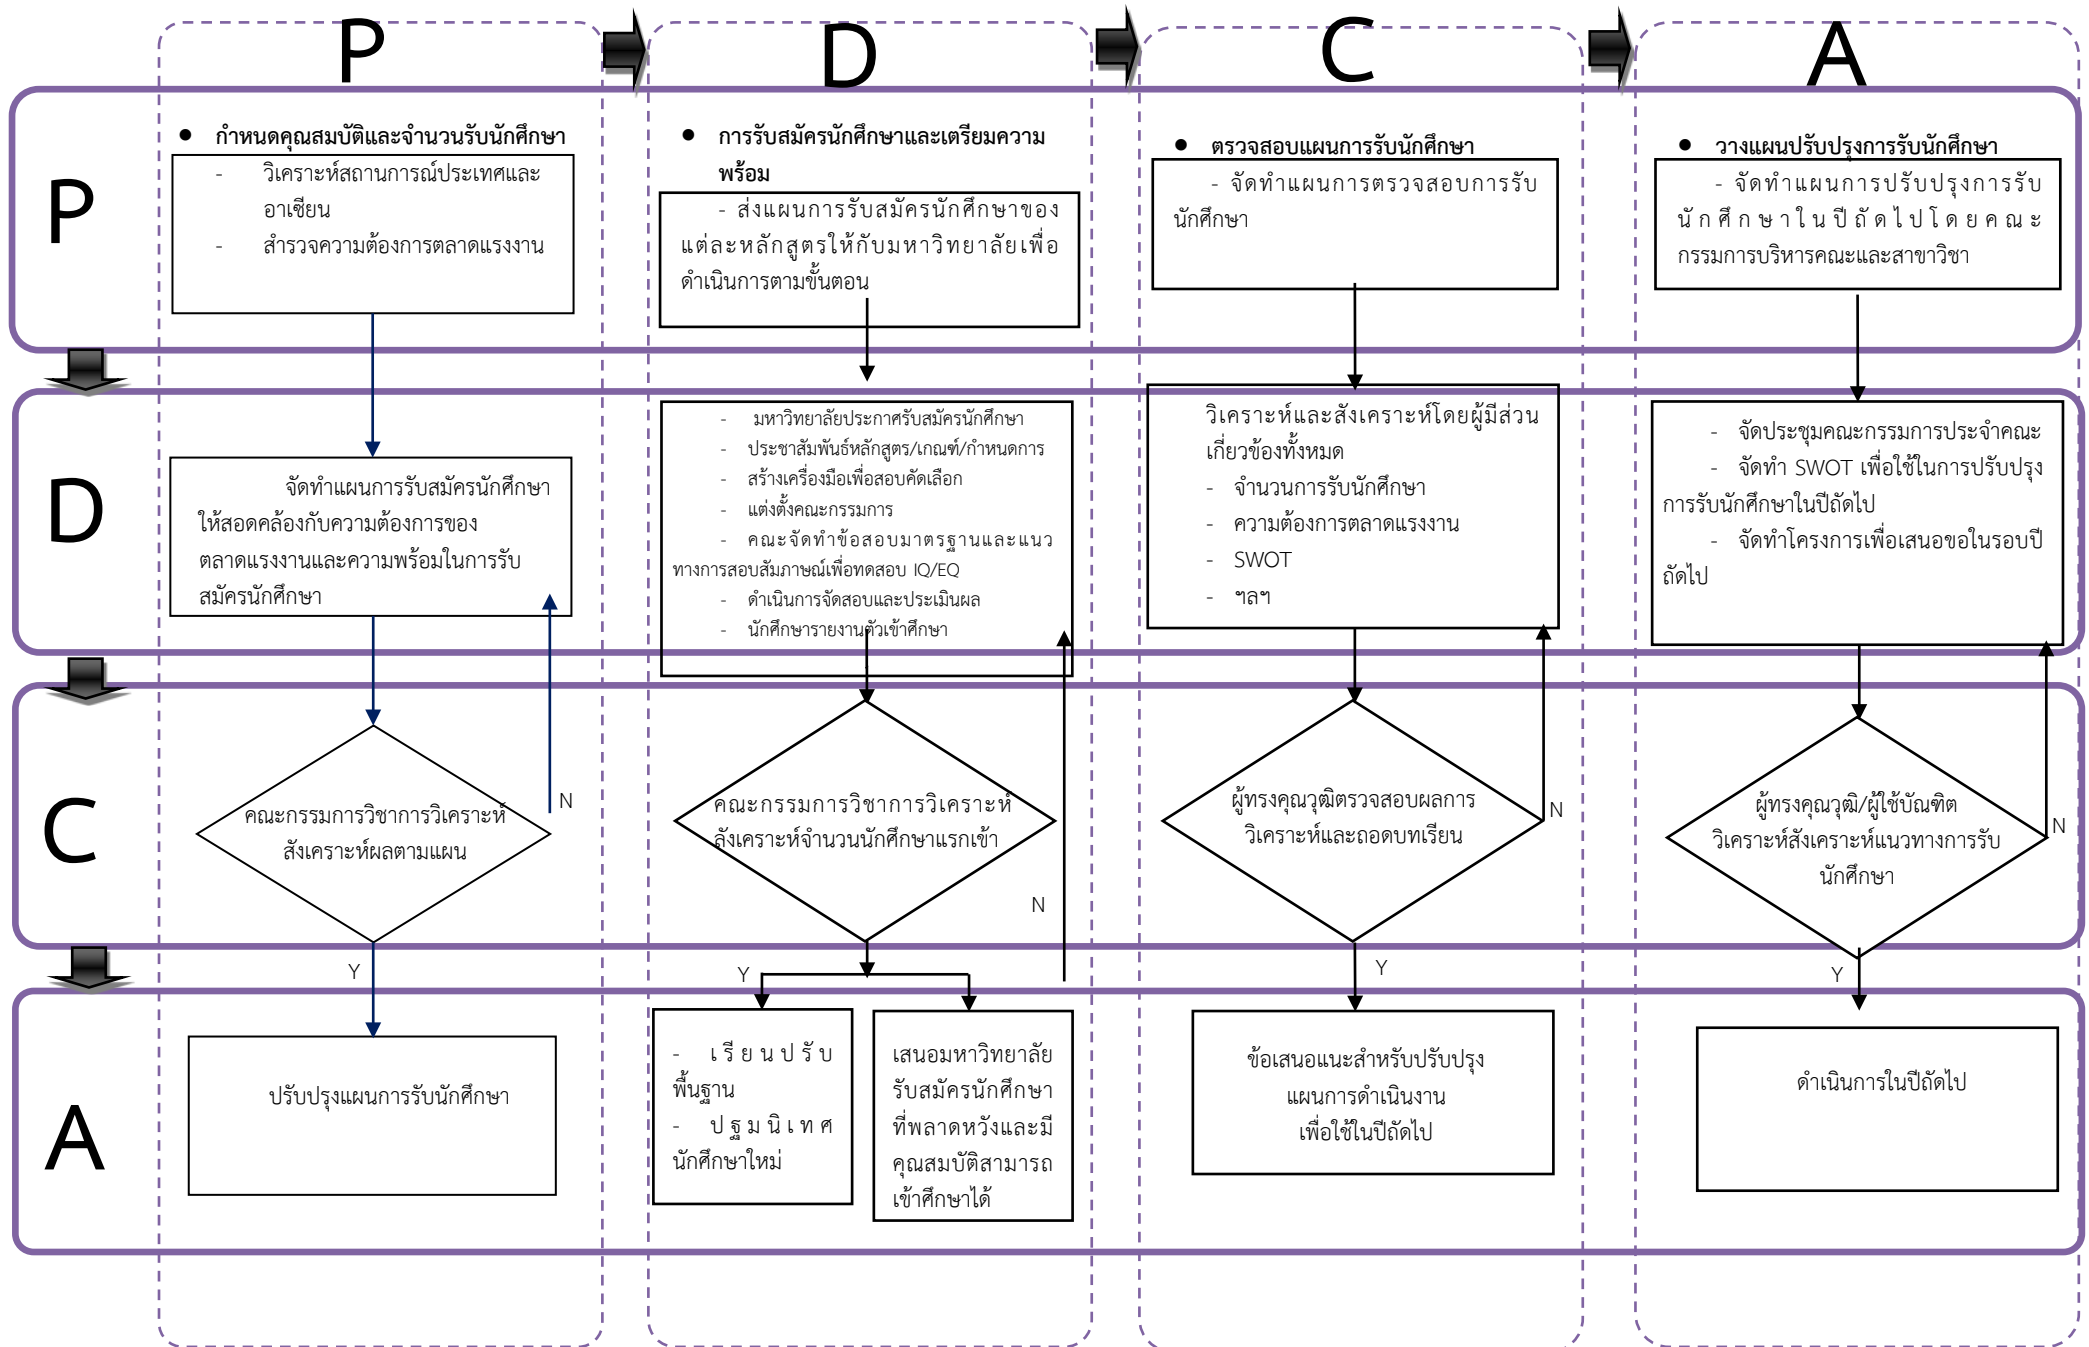 P
D
C
A
P
● กำหนดคุณสมบัติและจำนวนรับนักศึกษา
- วิเคราะห์สถานการณ์ประเทศและ
อาเซียน
- สำรวจความต้องการตลาดแรงงาน
● การรับสมัครนักศึกษาและเตรียมความ
พร้อม
- ส่งแผนการรับสมัครนักศึกษาของ
แต่ละหลักสูตรให้กับมหาวิทยาลัยเพื่อ
ดำเนินการตามขั้นตอน
● ตรวจสอบแผนการรับนักศึกษา
- จัดทำแผนการตรวจสอบการรับ
นักศึกษา
● วางแผนปรับปรุงการรับนักศึกษา
- จัดทำแผนการปรับปรุงการรับ
นักศึกษาในปีถัดไปโดยคณะ
กรรมการบริหารคณะและสาขาวิชา
D
จัดทำแผนการรับสมัครนักศึกษา
ให้สอดคล้องกับความต้องการของ
ตลาดแรงงานและความพร้อมในการรับ
สมัครนักศึกษา
- มหาวิทยาลัยประกาศรับสมัครนักศึกษา
- ประชาสัมพันธ์หลักสูตร/เกณฑ์/กำหนดการ
- สร้างเครื่องมือเพื่อสอบคัดเลือก
- แต่งตั้งคณะกรรมการ
- คณะจัดทำข้อสอบมาตรฐานและแนว
ทางการสอบสัมภาษณ์เพื่อทดสอบ IQ/EQ
- ดำเนินการจัดสอบและประเมินผล
- นักศึกษารายงานตัวเข้าศึกษา
วิเคราะห์และสังเคราะห์โดยผู้มีส่วน
เกี่ยวข้องทั้งหมด
- จำนวนการรับนักศึกษา
- ความต้องการตลาดแรงงาน
- SWOT
- ฯลฯ
- จัดประชุมคณะกรรมการประจำคณะ
- จัดทำ SWOT เพื่อใช้ในการปรับปรุง
การรับนักศึกษาในปีถัดไป
- จัดทำโครงการเพื่อเสนอขอในรอบปี
ถัดไป
C
คณะกรรมการวิชาการวิเคราะห์
สังเคราะห์ผลตามแผน
N
Y
คณะกรรมการวิชาการวิเคราะห์
สังเคราะห์จำนวนนักศึกษาแรกเข้า
N
Y
ผู้ทรงคุณวุฒิตรวจสอบผลการ
วิเคราะห์และถอดบทเรียน
N
Y
ผู้ทรงคุณวุฒิ/ผู้ใช้บัณฑิต
วิเคราะห์สังเคราะห์แนวทางการรับ
นักศึกษา
N
Y
A
ปรับปรุงแผนการรับนักศึกษา
- เรียนปรับ
พื้นฐาน
- ปฐมนิเทศ
นักศึกษาใหม่
เสนอมหาวิทยาลัย
รับสมัครนักศึกษา
ที่พลาดหวังและมี
คุณสมบัติสามารถ
เข้าศึกษาได้
ข้อเสนอแนะสำหรับปรับปรุง
แผนการดำเนินงาน
เพื่อใช้ในปีถัดไป
ดำเนินการในปีถัดไป